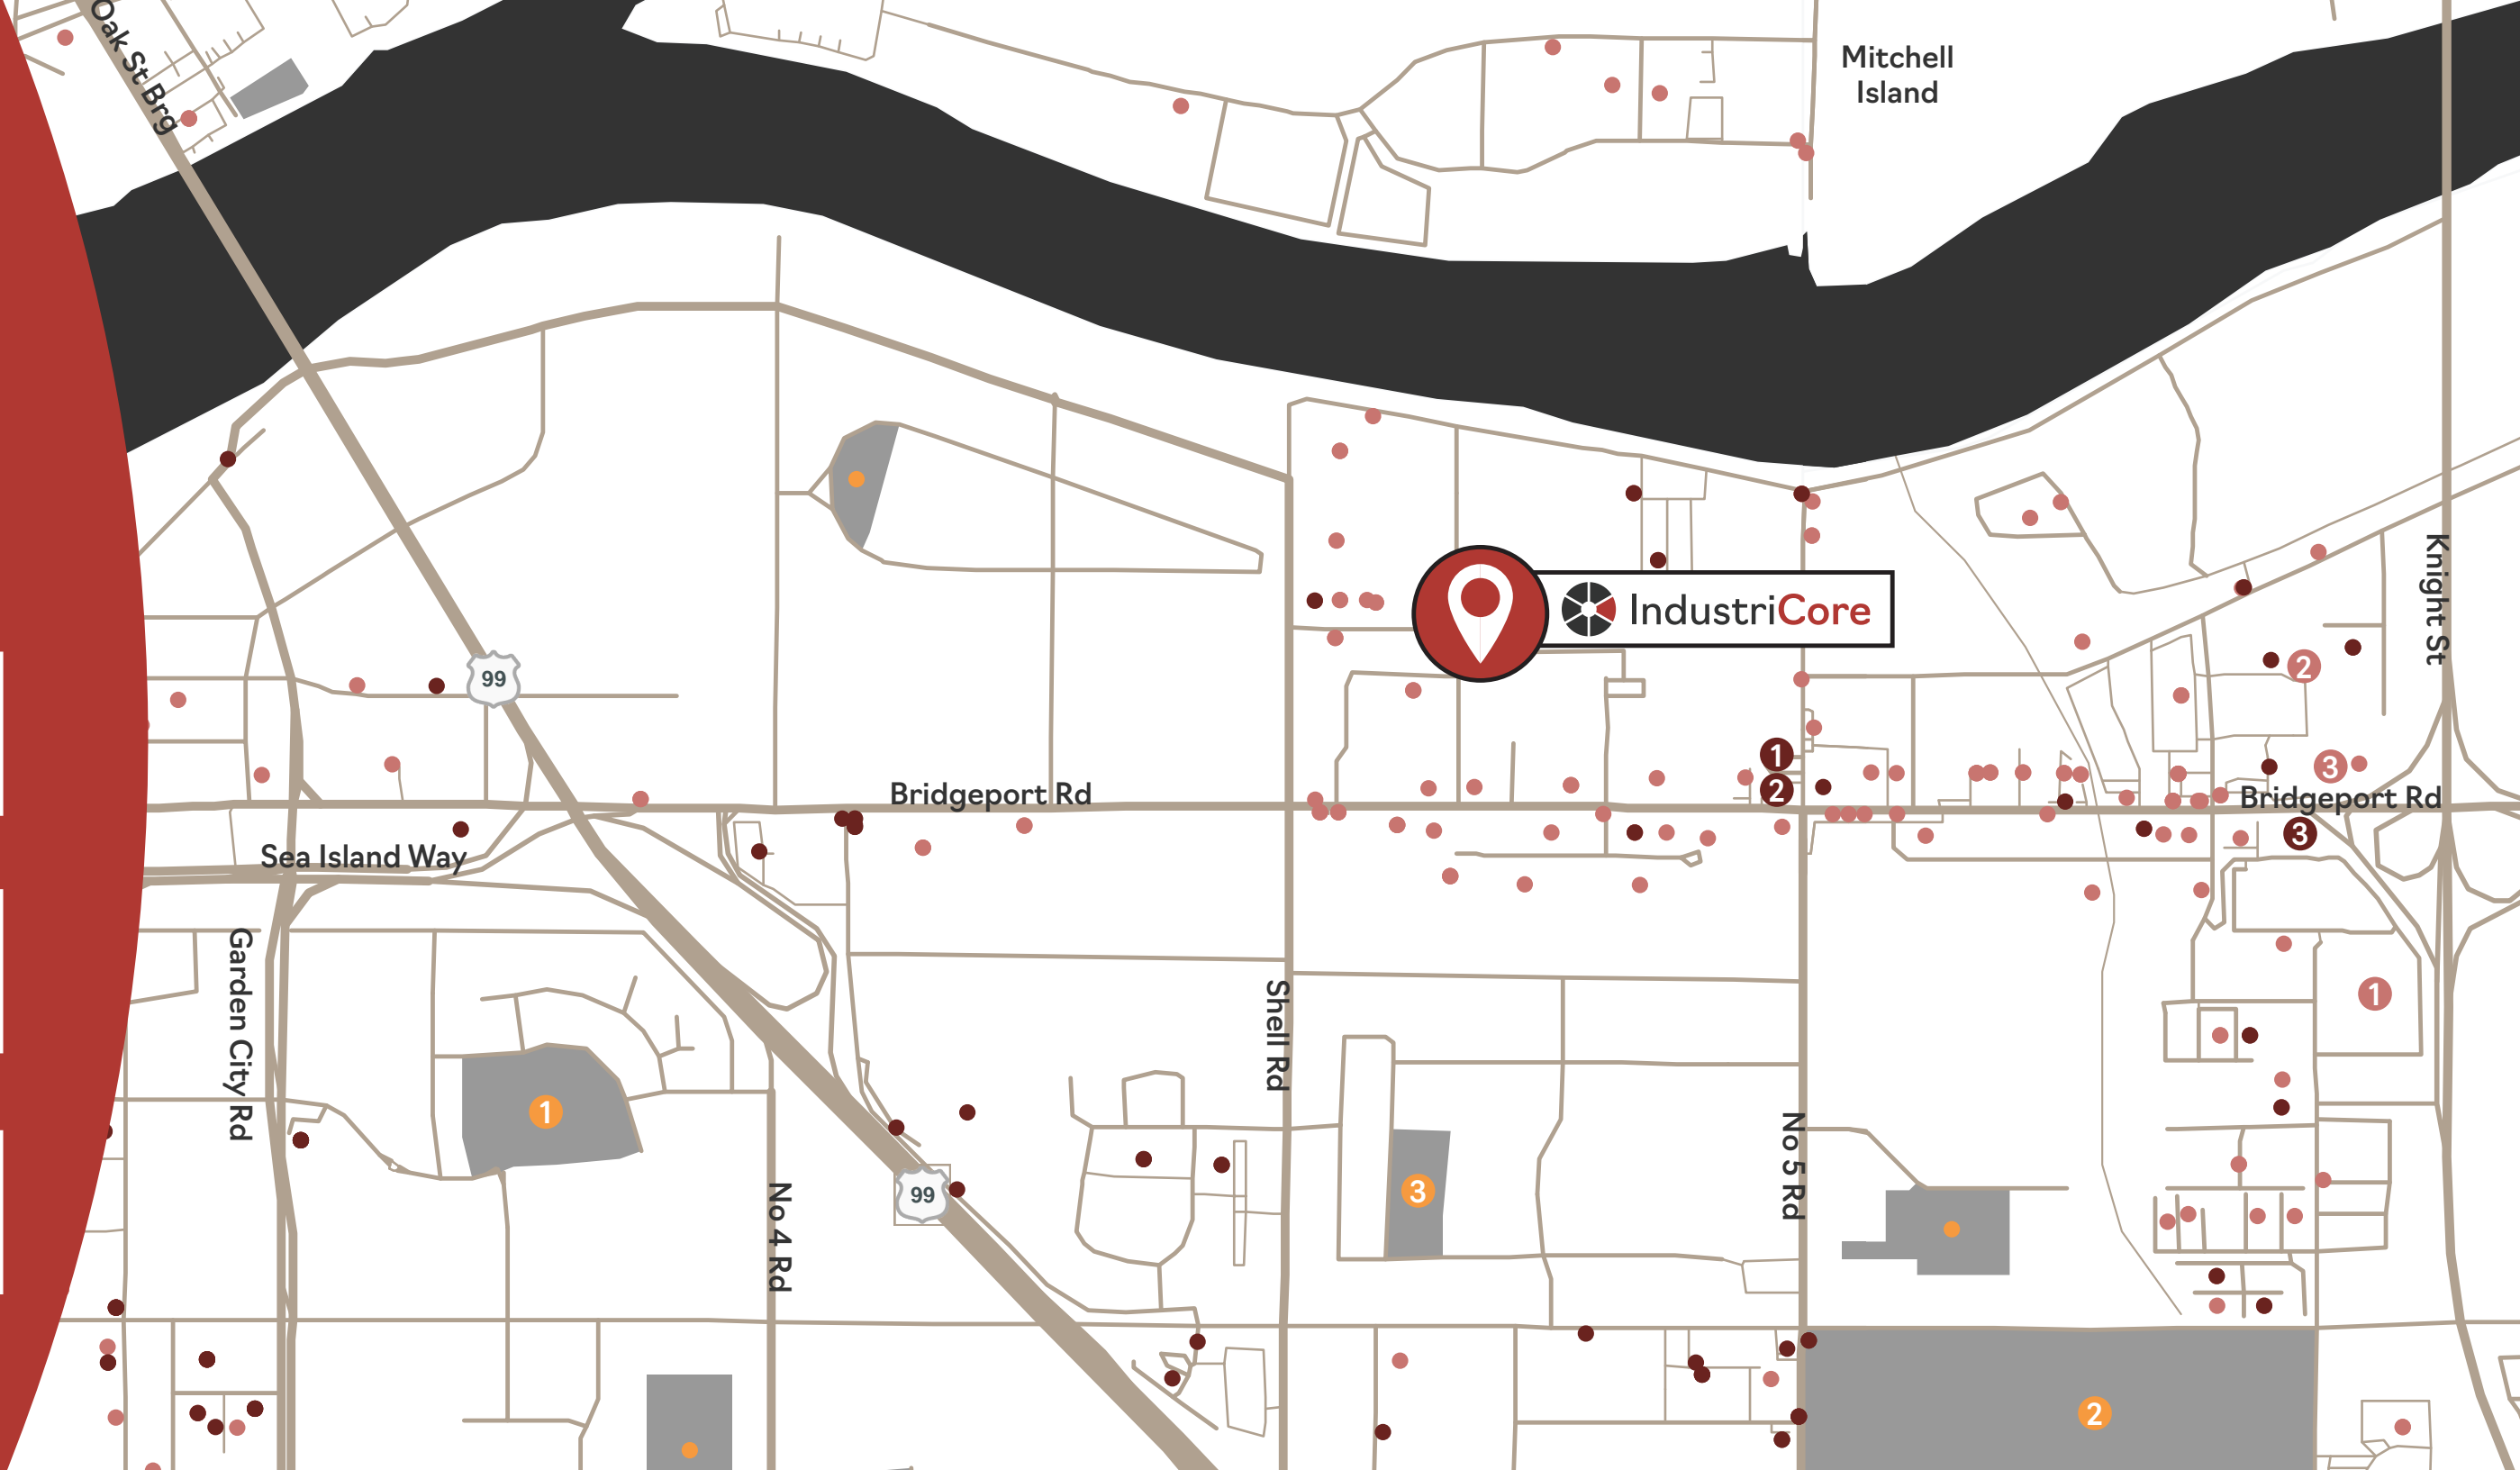 Oak St Brg
Mitchell
Island
Knight St
IndustriCore
99
2
1
3
2
Bridgeport Rd
Bridgeport Rd
3
Sea Island Way
Garden City Rd
Shell Rd
1
1
No 5 Rd
3
99
No 4 Rd
2